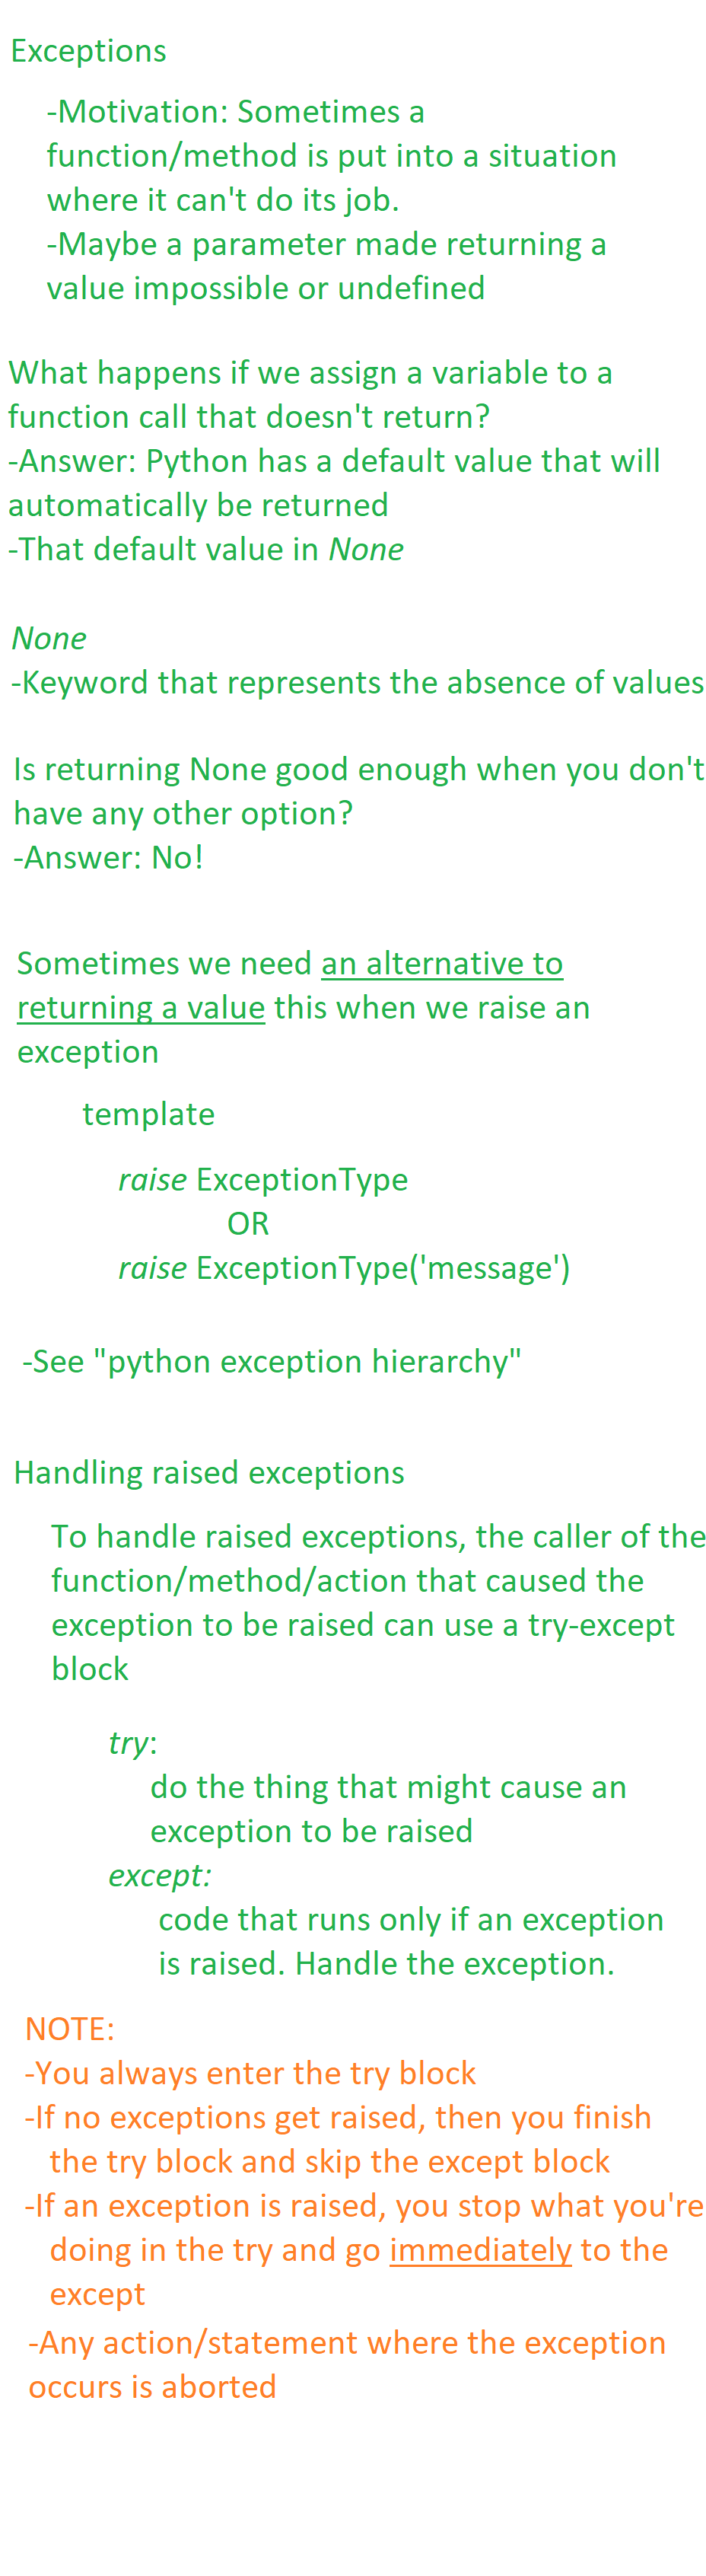 Exceptions
-Motivation: Sometimes a
function/method is put into a situation
where it can't do its job.
-Maybe a parameter made returning a
value impossible or undefined
What happens if we assign a variable to a
function call that doesn't return?
-Answer: Python has a default value that will
automatically be returned
-That default value in None
None
-Keyword that represents the absence of values
Is returning None good enough when you don't
have any other option?
-Answer: No!
Sometimes we need an alternative to
returning a value this when we raise an
exception
template
raise ExceptionType
OR
raise ExceptionType('message')
-See "python exception hierarchy"
Handling raised exceptions
To handle raised exceptions, the caller of the
function/method/action that caused the
exception to be raised can use a try-except
block
try:
do the thing that might cause an
exception to be raised
except:
code that runs only if an exception
is raised. Handle the exception.
NOTE:
-You always enter the try block
-If no exceptions get raised, then you finish
the try block and skip the except block
-If an exception is raised, you stop what you're
doing in the try and go immediately to the
except
-Any action/statement where the exception
occurs is aborted